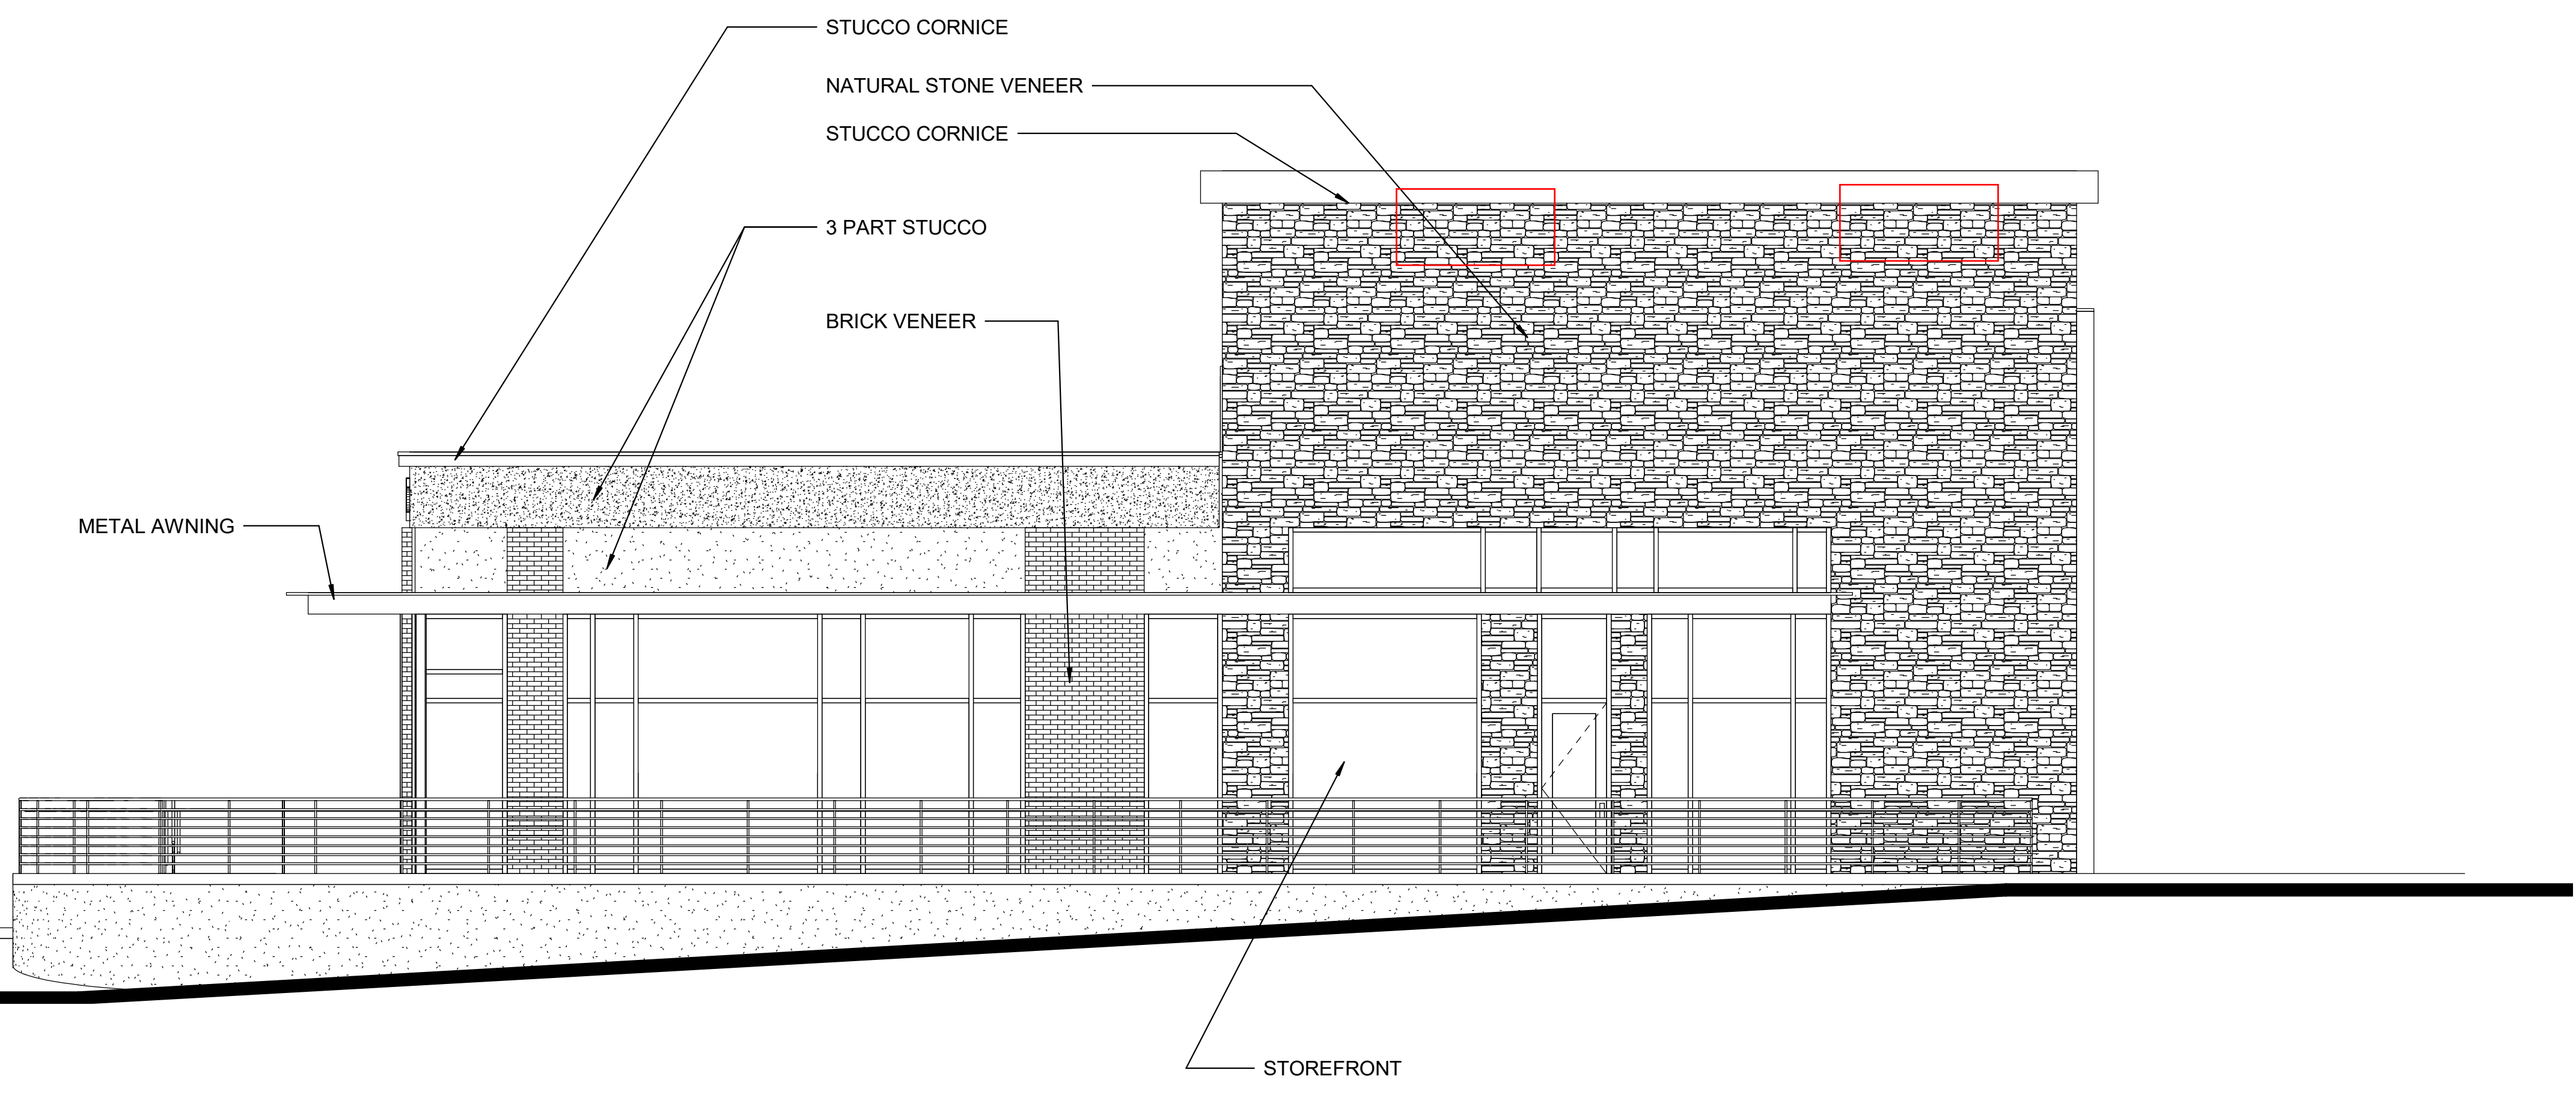 STUCCO CORNICE
NATURAL STONE VENEER
STUCCO CORNICE
3 PART STUCCO
BRICK VENEER
METAL AWNING
STOREFRONT